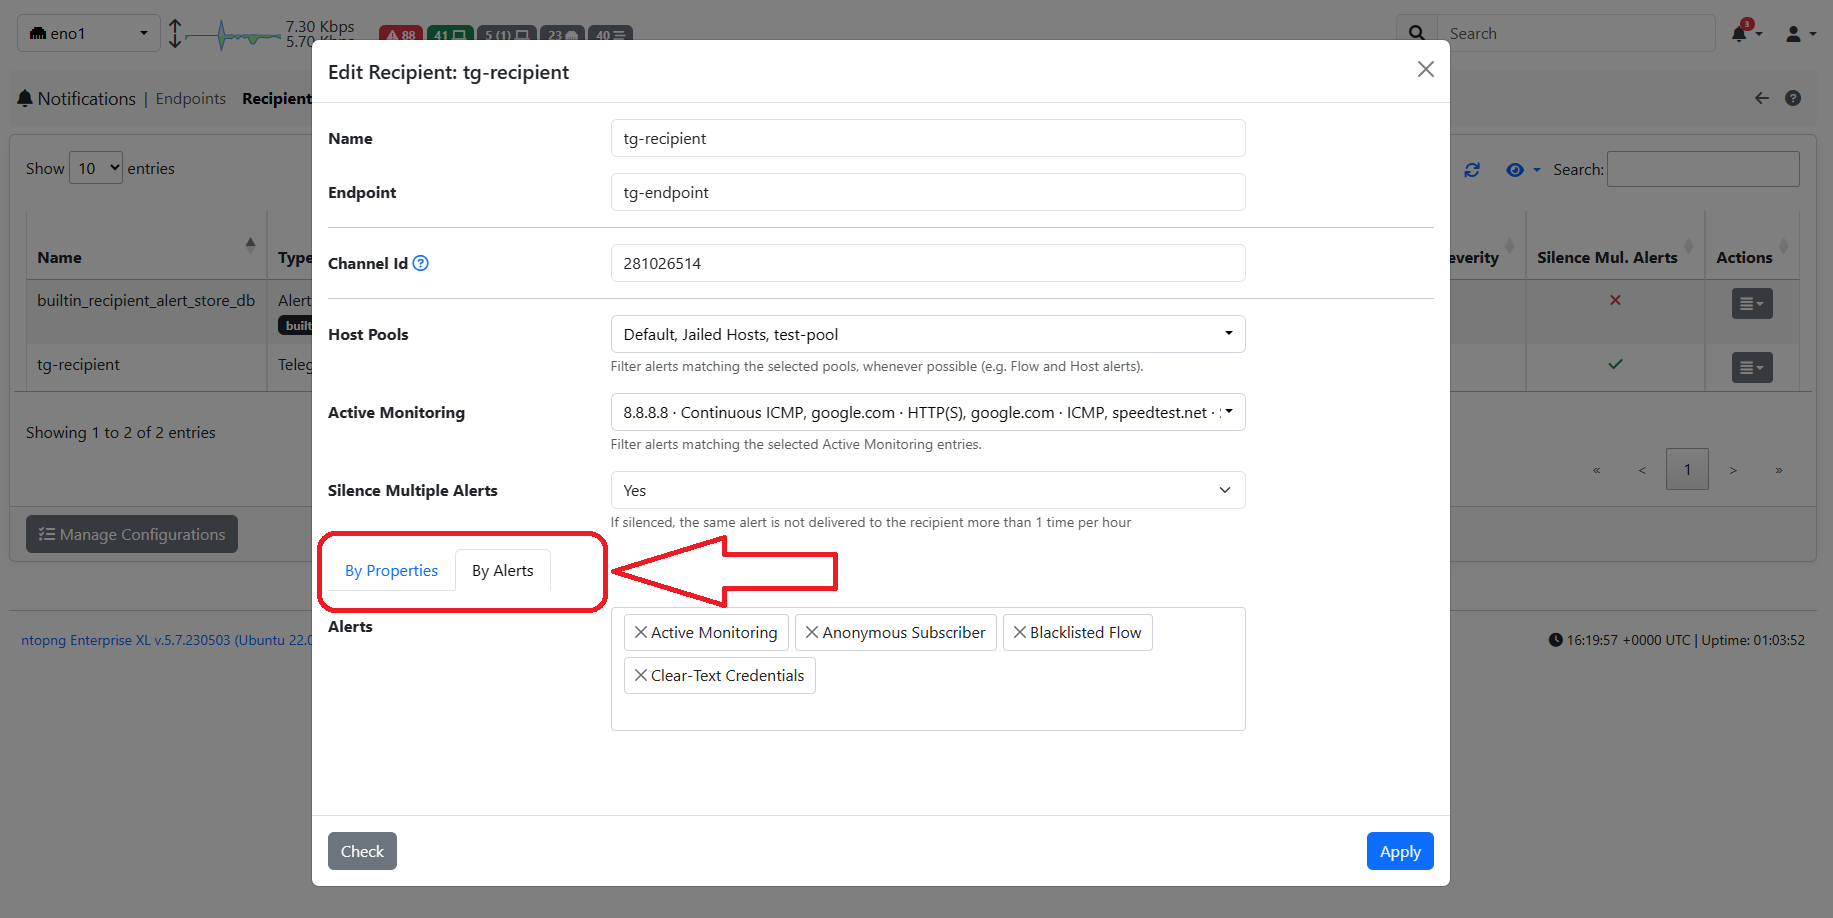 eno1
7.30 Kbps
5.70 Kbps
88
41
5 (1)
23
40
Search
3
Notifications | Endpoints Recipient
Show 10 entries
Search:
Name
Type
everity
Silence Mul. Alerts
Actions
builtin_recipient_alert_store_db
Alert
built
tg-recipient
Teleg
Showing 1 to 2 of 2 entries
« < 1 > »
Manage Configurations
ntopng Enterprise XL v.5.7.230503 (Ubuntu 22.0
16:19:57 +0000 UTC | Uptime: 01:03:52
Edit Recipient: tg-recipient
Name
tg-recipient
Endpoint
tg-endpoint
Channel Id
281026514
Host Pools
Default, Jailed Hosts, test-pool
Filter alerts matching the selected pools, whenever possible (e.g. Flow and Host alerts).
Active Monitoring
8.8.8.8 · Continuous ICMP, google.com · HTTP(S), google.com · ICMP, speedtest.net ·
Filter alerts matching the selected Active Monitoring entries.
Silence Multiple Alerts
Yes
If silenced, the same alert is not delivered to the recipient more than 1 time per hour
By Properties
By Alerts
Alerts
Active Monitoring
Anonymous Subscriber
Blacklisted Flow
Clear-Text Credentials
Check
Apply